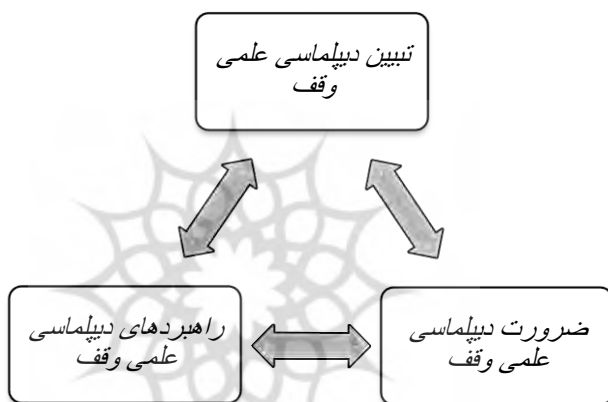 تبیین دیپلماسی علمی
وقف
ضرورت دیپلماسی
علمی وقف
راهبردهای دیپلماسی
علمی وقف